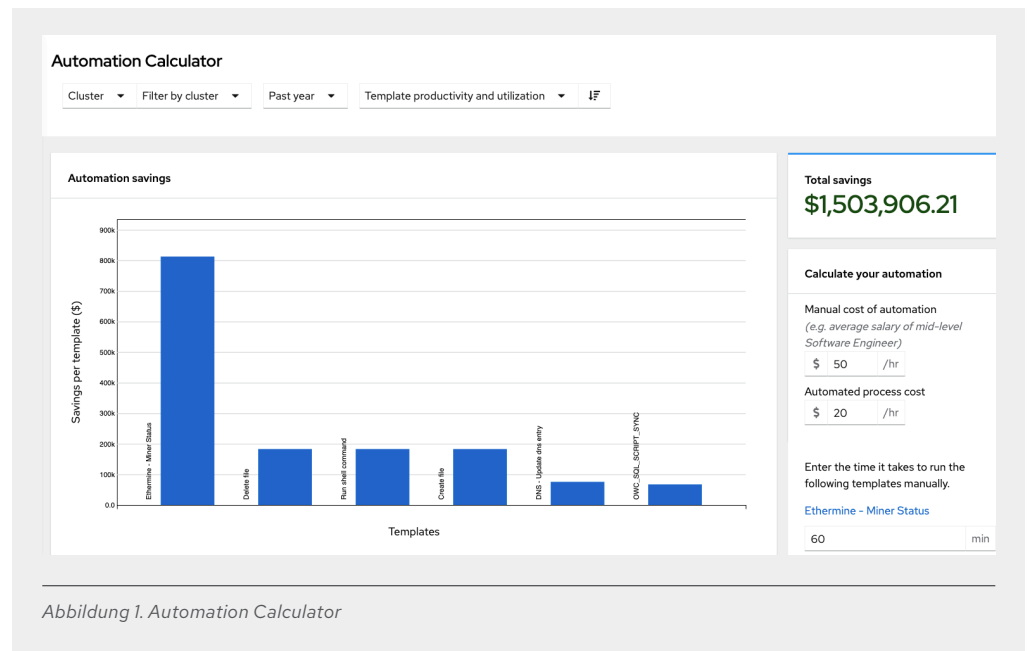 Automation Calculator
Cluster Filter by cluster Past year Template productivity and utilization
Automation savings
Savings per template ($)
900k
800k
700k
600k
500k
400k
300k
200k
100k
0.0
Ethermine - Miner Status
Delete file
Run shell command
Create file
DNS - Update dns entry
OWC_SQL_SCRIPT_SYNC
Templates
Total savings
$1,503,906.21
Calculate your automation
Manual cost of automation
(e.g. average salary of mid-level
Software Engineer)
$ 50 /hr
Automated process cost
$ 20 /hr
Enter the time it takes to run the
following templates manually.
Ethermine - Miner Status
60 min
Abbildung 1. Automation Calculator